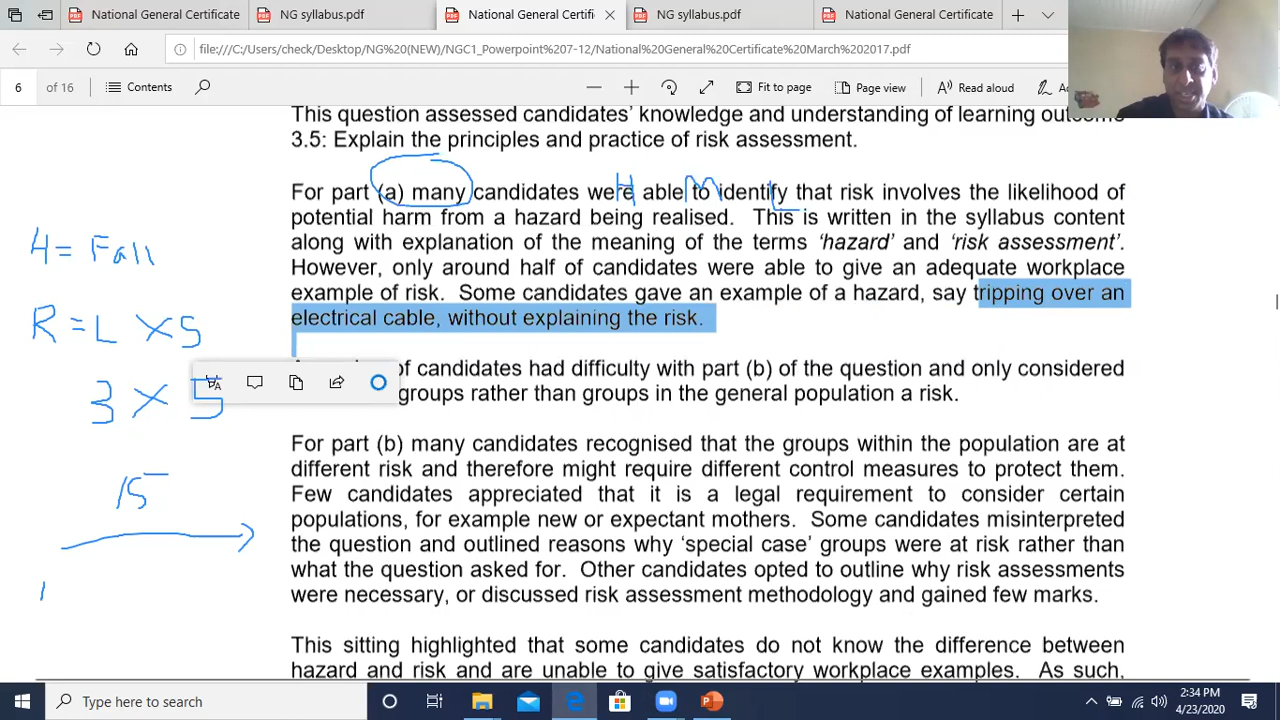 National General Certificate
NG syllabus.pdf
National General Certifi
NG syllabus.pdf
National General Certificate
file:///C:/Users/check/Desktop/NG%20(NEW)/NGC1_Powerpoint%207-12/National%20General%20Certificate%20March%202017.pdf
6 of 16
Contents
Fit to page
Page view
Read aloud
Ad
This question assessed candidates' knowledge and understanding of learning outcome
3.5: Explain the principles and practice of risk assessment.
H M L
For part (a) many candidates were able to identify that risk involves the likelihood of
potential harm from a hazard being realised. This is written in the syllabus content
along with explanation of the meaning of the terms 'hazard' and 'risk assessment'.
However, only around half of candidates were able to give an adequate workplace
example of risk. Some candidates gave an example of a hazard, say tripping over an
electrical cable, without explaining the risk.
H = Fall
R = L X S
3 X 5
15
of candidates had difficulty with part (b) of the question and only considered
groups rather than groups in the general population a risk.
For part (b) many candidates recognised that the groups within the population are at
different risk and therefore might require different control measures to protect them.
Few candidates appreciated that it is a legal requirement to consider certain
populations, for example new or expectant mothers. Some candidates misinterpreted
the question and outlined reasons why 'special case' groups were at risk rather than
what the question asked for. Other candidates opted to outline why risk assessments
were necessary, or discussed risk assessment methodology and gained few marks.
This sitting highlighted that some candidates do not know the difference between
hazard and risk and are unable to give satisfactory workplace examples. As such,
Type here to search
2:34 PM
4/23/2020